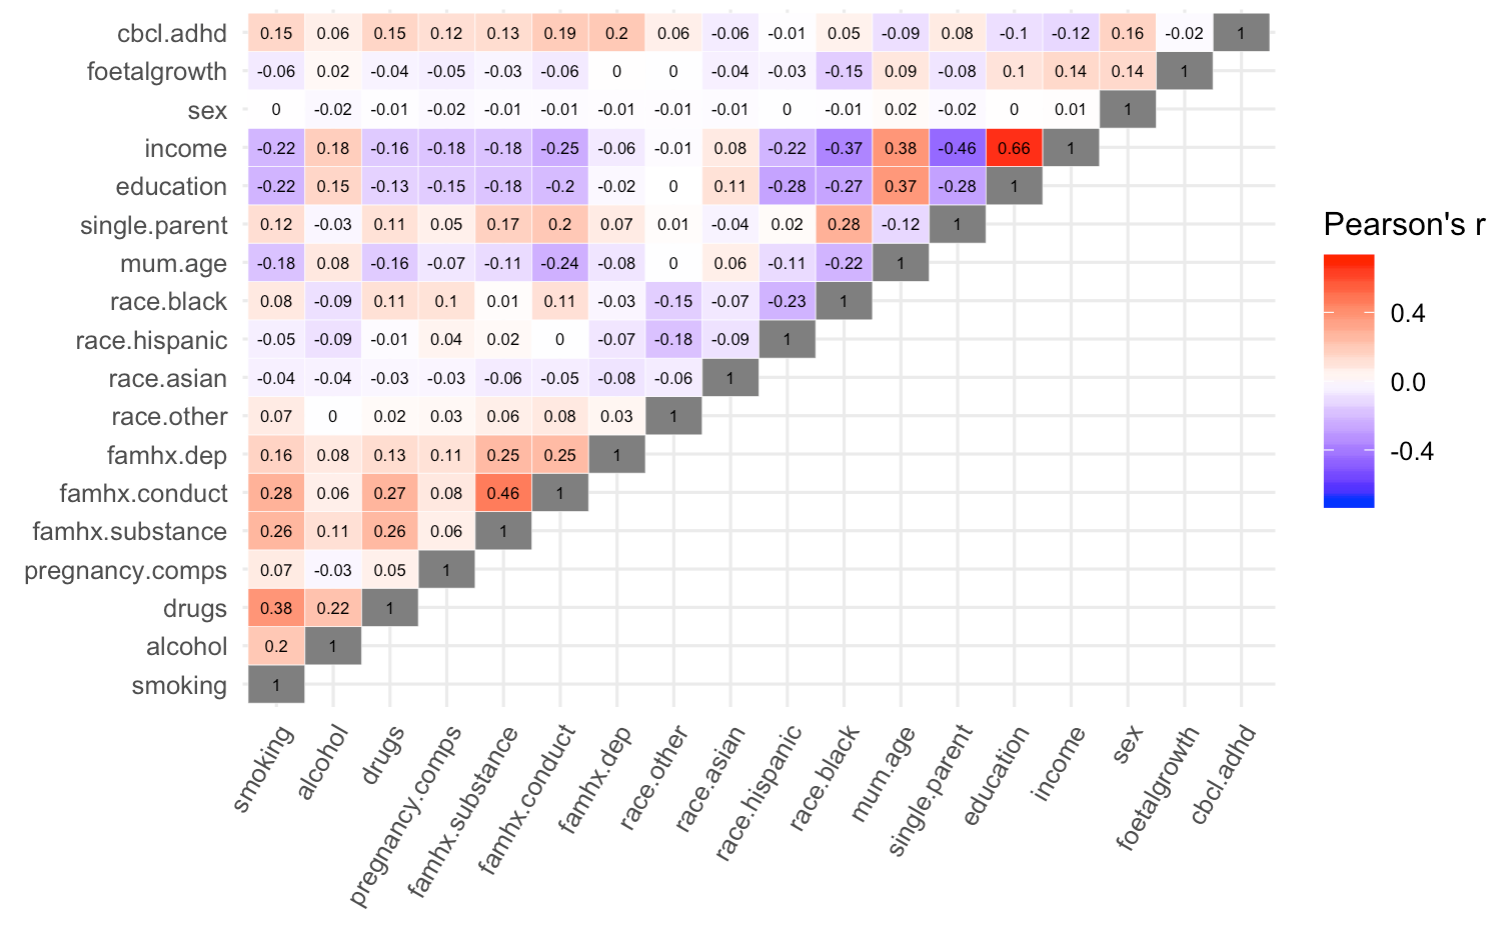 cbcl.adhd 0.15 0.06 0.15 0.12 0.13 0.19 0.2 0.06 -0.06 -0.01 0.05 -0.09 0.08 -0.1 -0.12 0.16 -0.02 1
foetalgrowth -0.06 0.02 -0.04 -0.05 -0.03 -0.06 0 0 -0.04 -0.03 -0.15 0.09 -0.08 0.1 0.14 0.14 1
sex 0 -0.02 -0.01 -0.02 -0.01 -0.01 -0.01 -0.01 -0.01 0 -0.01 0.02 -0.02 0 0.01 1
income -0.22 0.18 -0.16 -0.18 -0.18 -0.25 -0.06 -0.01 0.08 -0.22 -0.37 0.38 -0.46 0.66 1
education -0.22 0.15 -0.13 -0.15 -0.18 -0.2 -0.02 0 0.11 -0.28 -0.27 0.37 -0.28 1
single.parent 0.12 -0.03 0.11 0.05 0.17 0.2 0.07 0.01 -0.04 0.02 0.28 -0.12 1
mum.age -0.18 0.08 -0.16 -0.07 -0.11 -0.24 -0.08 0 0.06 -0.11 -0.22 1
race.black 0.08 -0.09 0.11 0.1 0.01 0.11 -0.03 -0.15 -0.07 -0.23 1
race.hispanic -0.05 -0.09 -0.01 0.04 0.02 0 -0.07 -0.18 -0.09 1
race.asian -0.04 -0.04 -0.03 -0.03 -0.06 -0.05 -0.08 -0.06 1
race.other 0.07 0 0.02 0.03 0.06 0.08 0.03 1
famhx.dep 0.16 0.08 0.13 0.11 0.25 0.25 1
famhx.conduct 0.28 0.06 0.27 0.08 0.46 1
famhx.substance 0.26 0.11 0.26 0.06 1
pregnancy.comps 0.07 -0.03 0.05 1
drugs 0.38 0.22 1
alcohol 0.2 1
smoking 1
smoking alcohol drugs pregnancy.comps famhx.substance famhx.conduct famhx.dep race.other race.asian race.hispanic race.black mum.age single.parent education income sex foetalgrowth cbcl.adhd
Pearson's r
0.4
0.0
-0.4